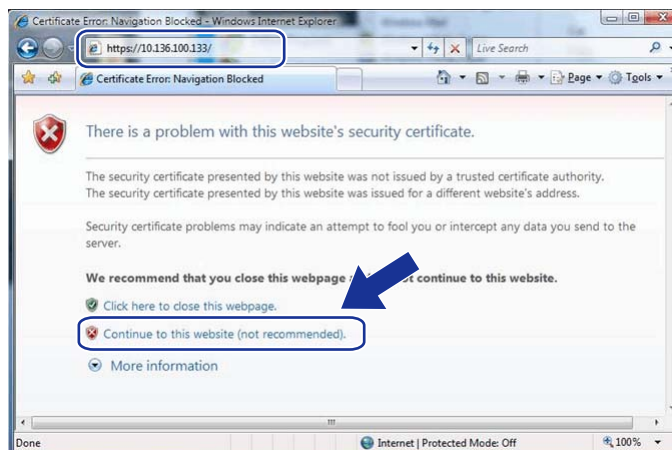 Certificate Error: Navigation Blocked - Windows Internet Explorer
https://10.136.100.133/
Live Search
Certificate Error: Navigation Blocked
Page
Tools
There is a problem with this website's security certificate.
The security certificate presented by this website was not issued by a trusted certificate authority.
The security certificate presented by this website was issued for a different website's address.
Security certificate problems may indicate an attempt to fool you or intercept any data you send to the
server.
We recommend that you close this webpage continue to this website.
Click here to close this webpage.
Continue to this website (not recommended).
More information
Done
Internet | Protected Mode: Off
100%